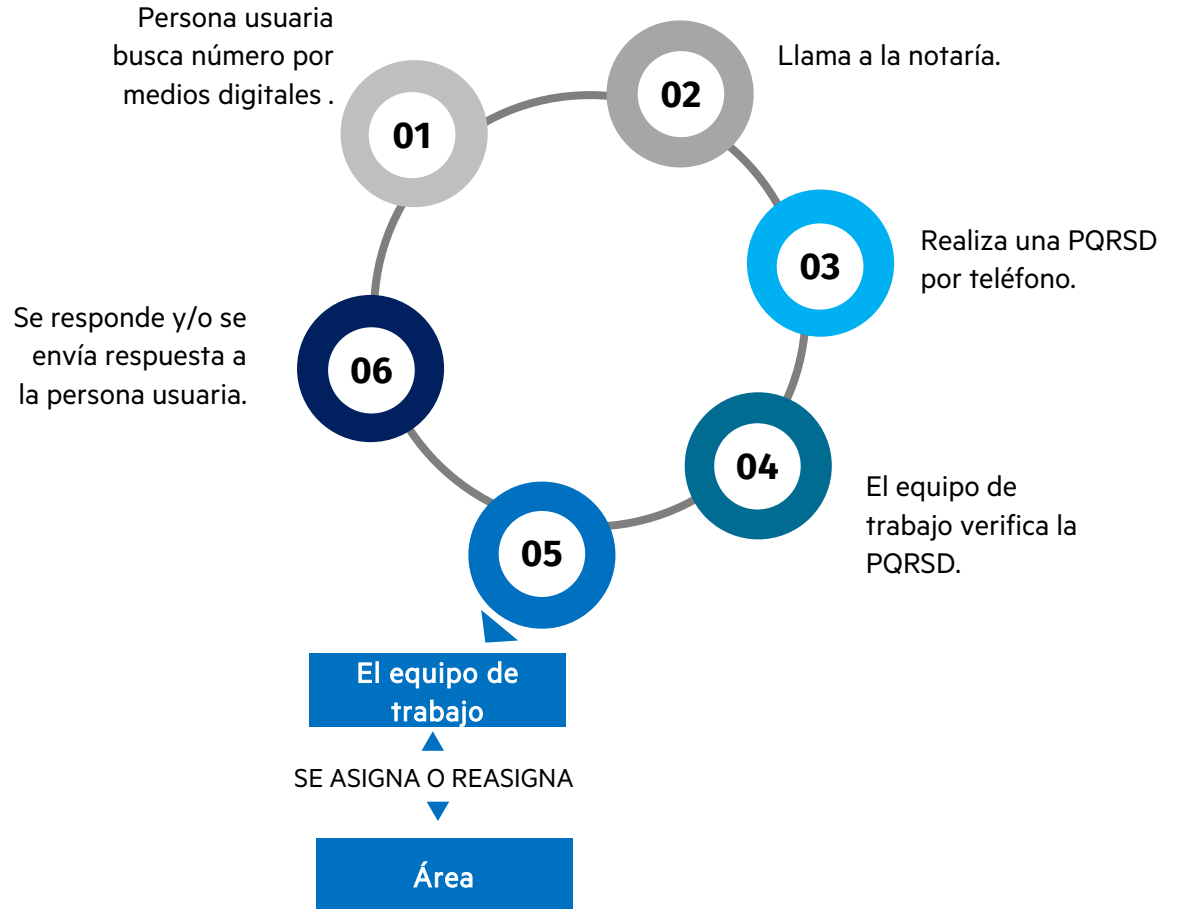 01
Persona usuaria
busca número por
medios digitales .
02
Llama a la notaría.
03
Realiza una PQRSD
por teléfono.
04
El equipo de
trabajo verifica la
PQRSD.
05
El equipo de
trabajo
SE ASIGNA O REASIGNA
Área
06
Se responde y/o se
envía respuesta a
la persona usuaria.